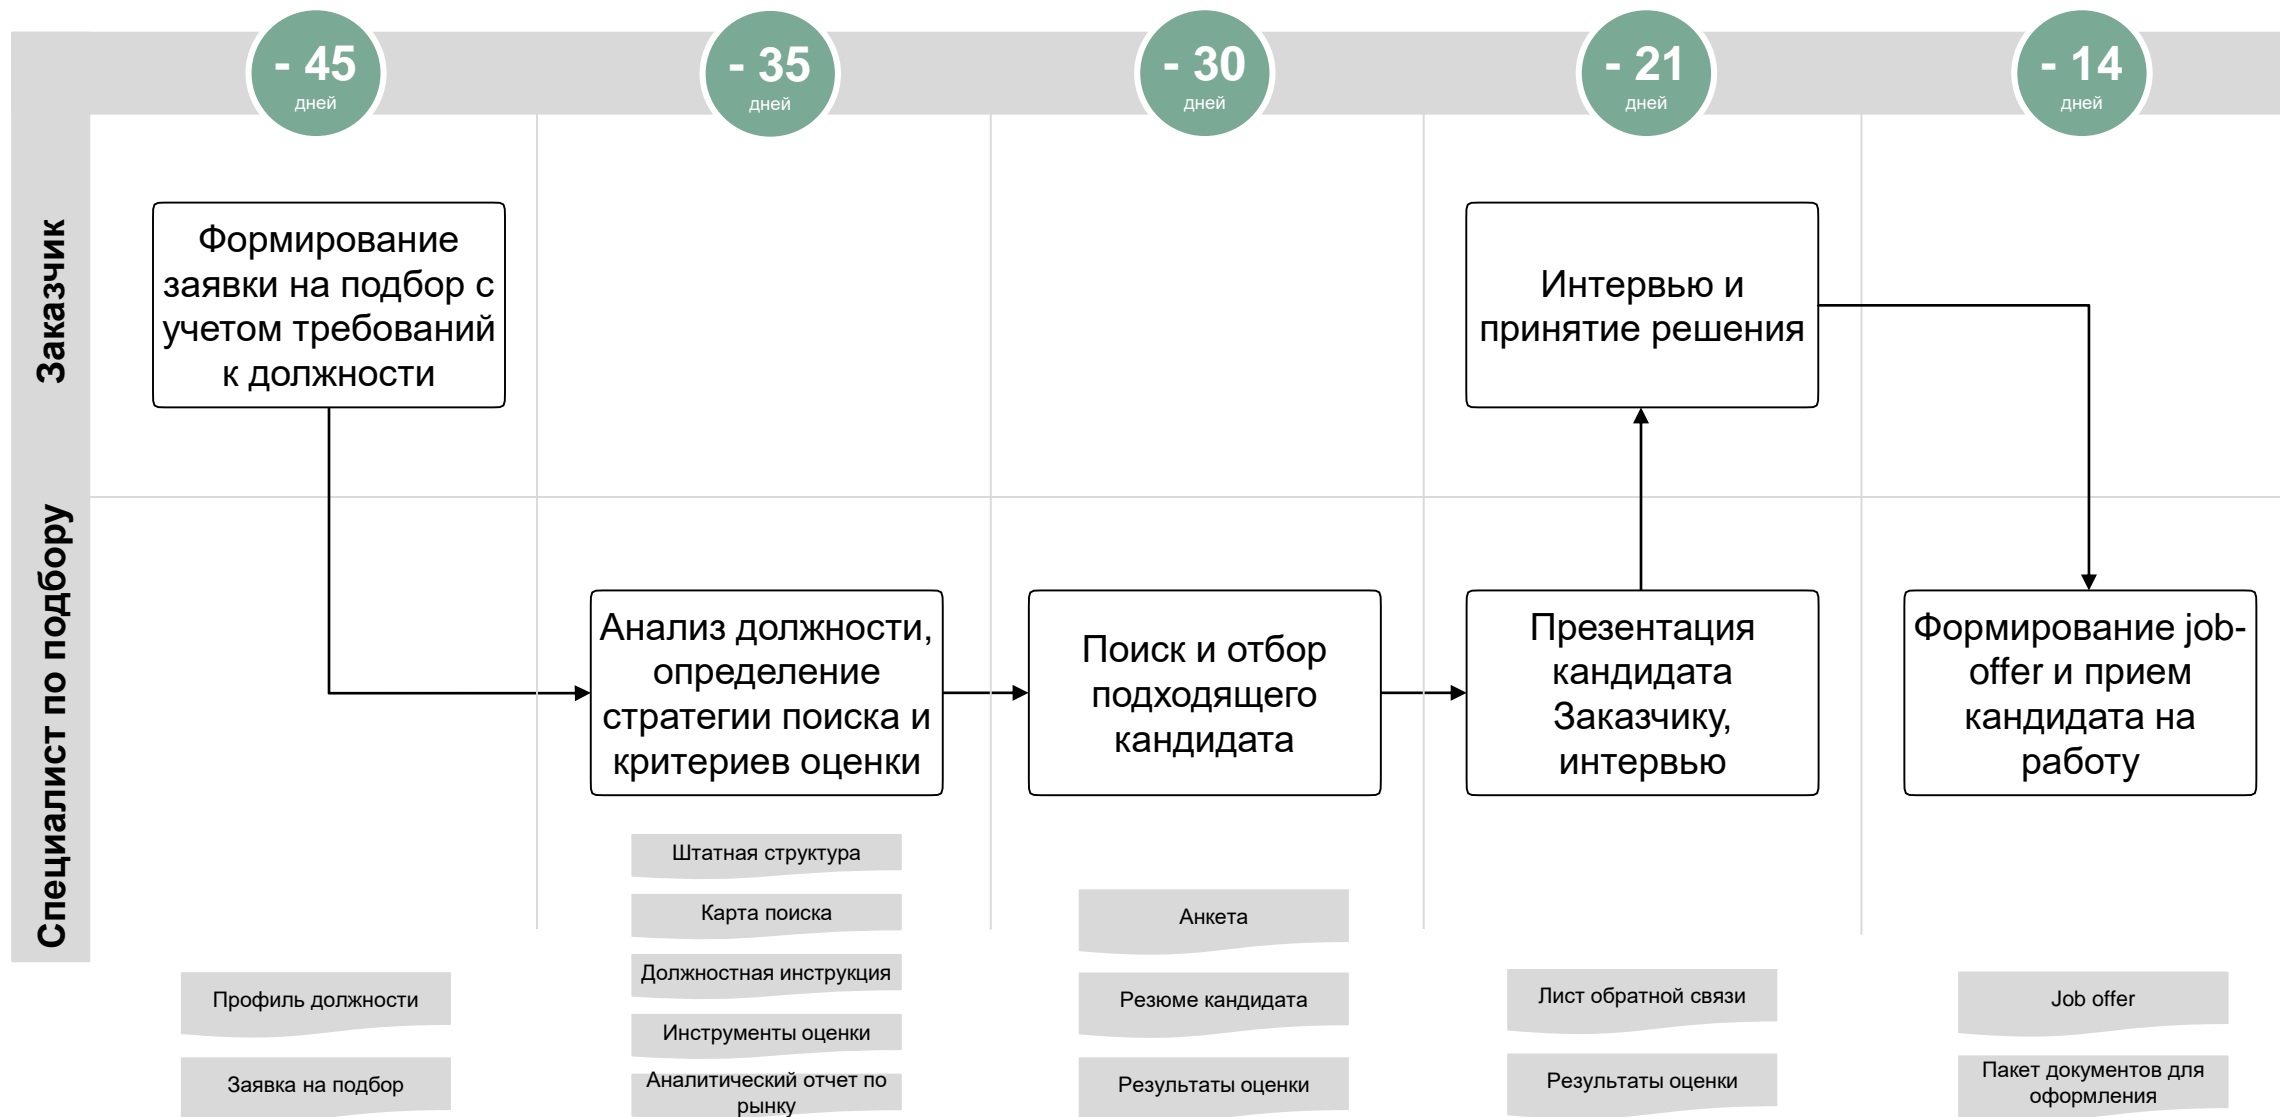 - 45
дней
- 35
дней
- 30
дней
- 21
дней
- 14
дней
Заказчик
Формирование
заявки на подбор с
учетом требований
к должности
Интервью и
принятие решения
Специалист по подбору
Анализ должности,
определение
стратегии поиска и
критериев оценки
Поиск и отбор
подходящего
кандидата
Презентация
кандидата
Заказчику,
интервью
Формирование job-
offer и прием
кандидата на
работу
Профиль должности
Заявка на подбор
Штатная структура
Карта поиска
Должностная инструкция
Инструменты оценки
Аналитический отчет по
рынку
Анкета
Резюме кандидата
Результаты оценки
Лист обратной связи
Результаты оценки
Job offer
Пакет документов для
оформления